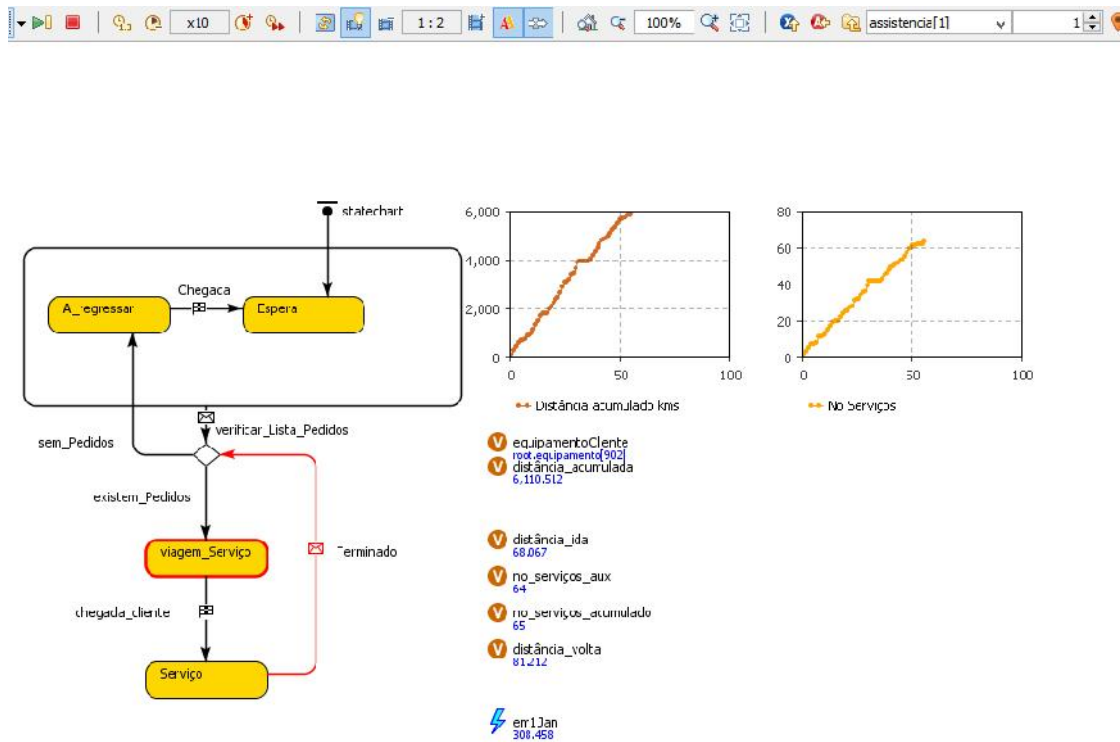 x10
1:2
100%
assistencia[1]
1
statechart
A_regressar
Chegaca
Espera
verificar_Lista_Pedidos
sem_Pedidos
existem_Pedidos
viagem_Serviço
Terminado
chegada_cliente
Serviço
6,000
4,000
2,000
0
0
50
100
Distância acumulado kms
80
60
40
20
0
0
50
100
No Serviços
V equipamentoCliente
root.equipamento[902]
V distância_acumulada
6,110.512
V distância_ida
68.067
V no_serviços_aux
64
V no_serviços_acumulado
65
V distância_volta
81.212
em1Jan
308.458